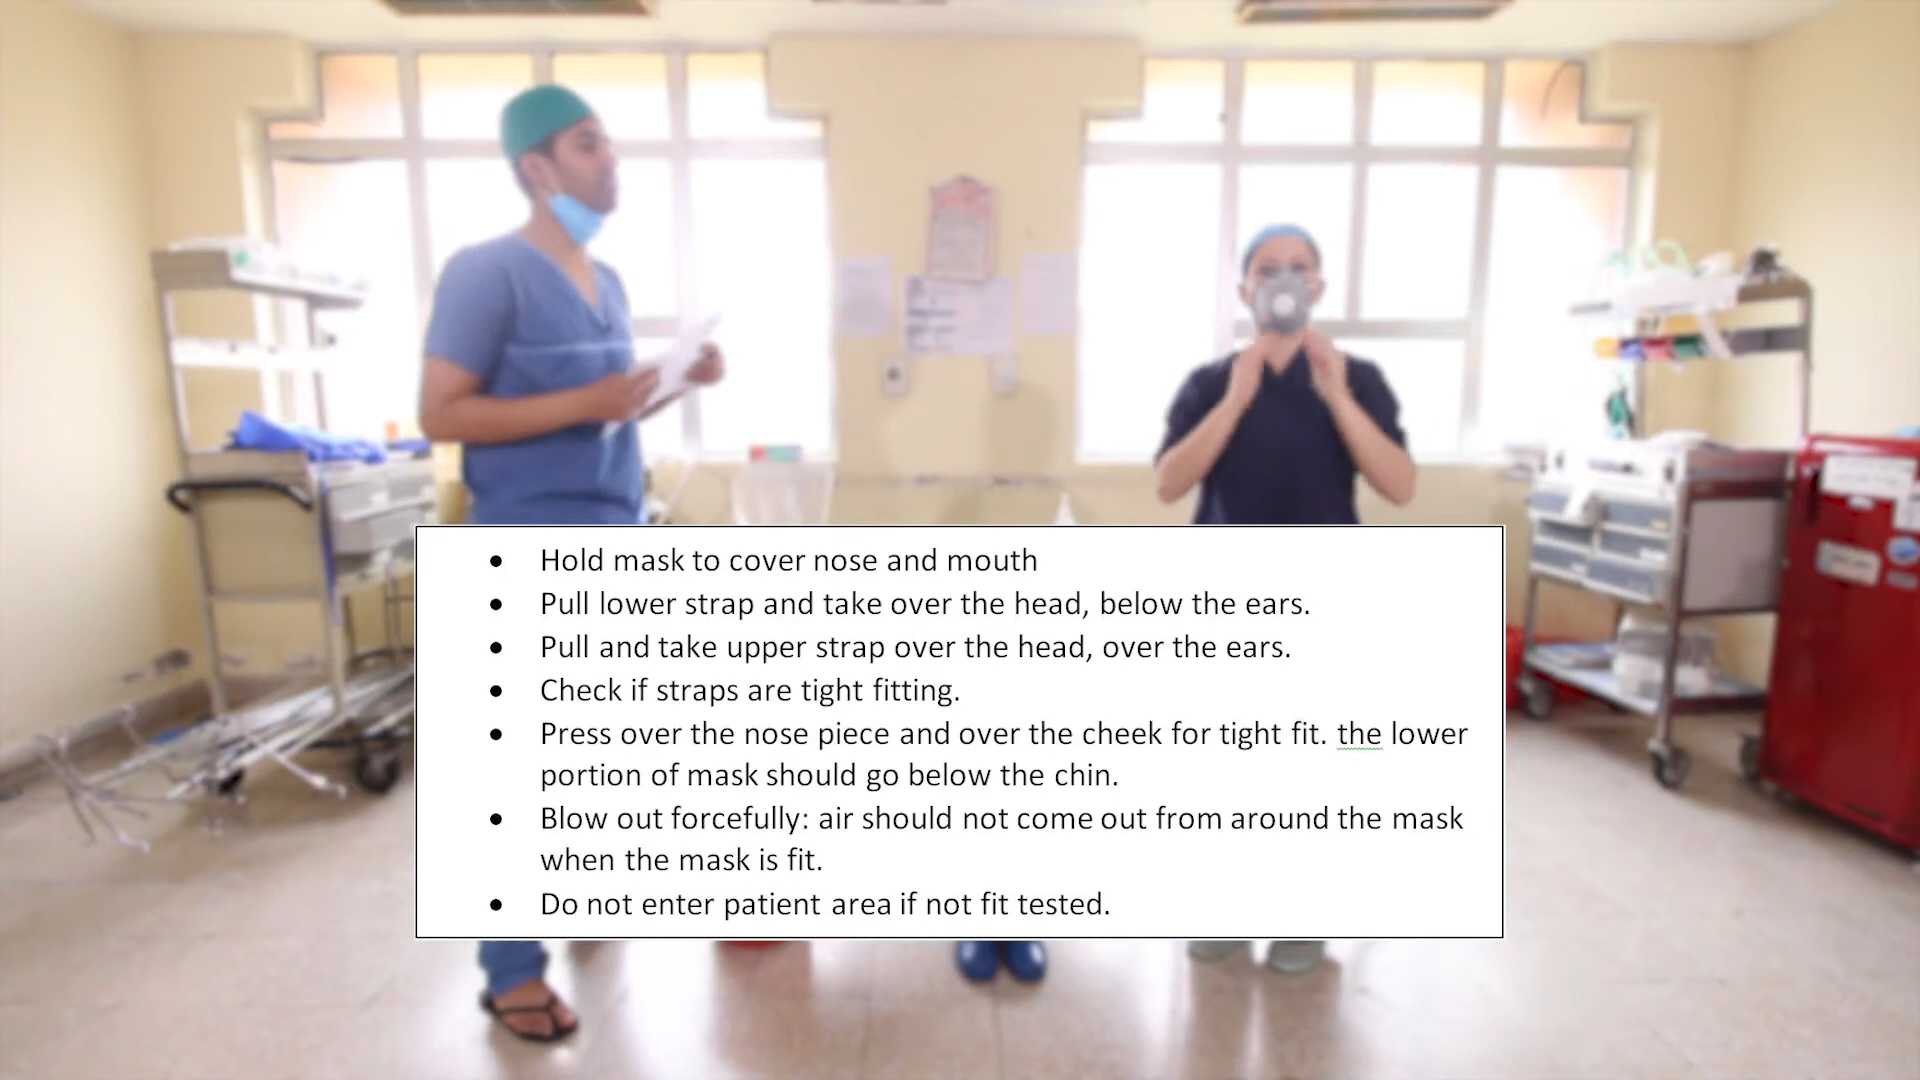 • Hold mask to cover nose and mouth
• Pull lower strap and take over the head, below the ears.
• Pull and take upper strap over the head, over the ears.
• Check if straps are tight fitting.
• Press over the nose piece and over the cheek for tight fit. the lower
portion of mask should go below the chin.
• Blow out forcefully: air should not come out from around the mask
when the mask is fit.
• Do not enter patient area if not fit tested.